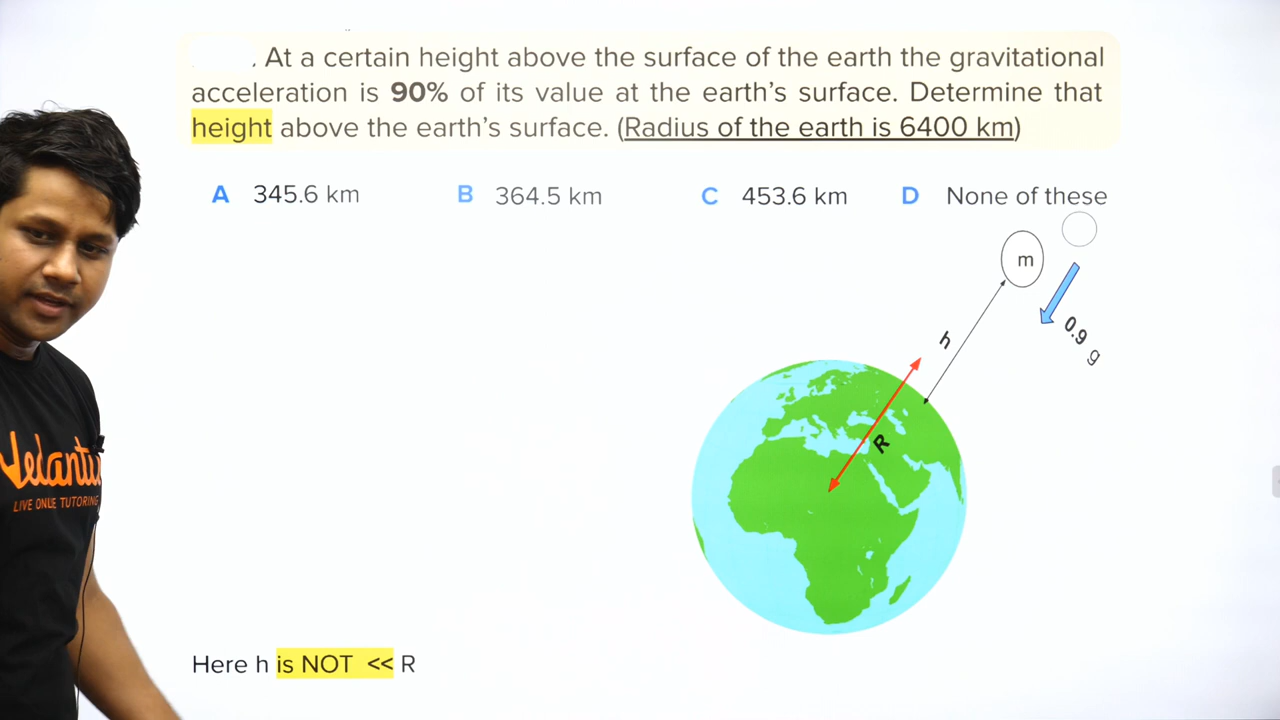 . At a certain height above the surface of the earth the gravitational
acceleration is 90% of its value at the earth's surface. Determine that
height above the earth's surface. (Radius of the earth is 6400 km)
A 345.6 km B 364.5 km C 453.6 km D None of these
m
h
0.9 g
R
Vedantu
LIVE ONLINE TUTORING
Here h is NOT << R